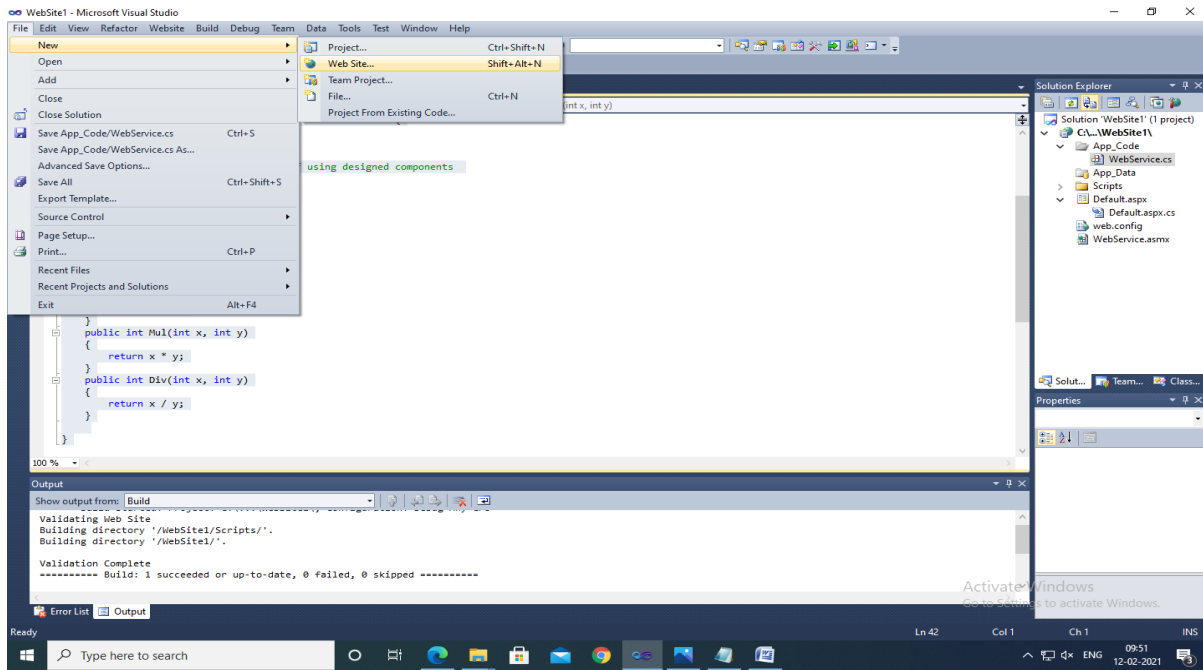 WebSite1 - Microsoft Visual Studio
File Edit View Refactor Website Build Debug Team Data Tools Test Window Help
New
Open
Add
Close
Close Solution
Save App_Code/WebService.cs Ctrl+S
Save App_Code/WebService.cs As...
Advanced Save Options...
Save All Ctrl+Shift+S
Export Template...
Source Control
Page Setup...
Print... Ctrl+P
Recent Files
Recent Projects and Solutions
Exit Alt+F4
Project... Ctrl+Shift+N
Web Site... Shift+Alt+N
Team Project...
File... Ctrl+N
Project From Existing Code...
(int x, int y)
using designed components
}
public int Mul(int x, int y)
{
return x * y;
}
public int Div(int x, int y)
{
return x / y;
}
}
100 %
Output
Show output from: Build
Validating Web Site
Building directory '/WebSite1/Scripts/'.
Building directory '/WebSite1/'.
Validation Complete
========== Build: 1 succeeded or up-to-date, 0 failed, 0 skipped ==========
Error List Output
Solution Explorer
Solution 'WebSite1' (1 project)
C:\...\WebSite1\
App_Code
WebService.cs
App_Data
Scripts
Default.aspx
Default.aspx.cs
web.config
WebService.asmx
Solut... Team... Class...
Properties
Activate Windows
Go to Settings to activate Windows.
Ready Ln 42 Col 1 Ch 1 INS
Type here to search
ENG 09:51
12-02-2021